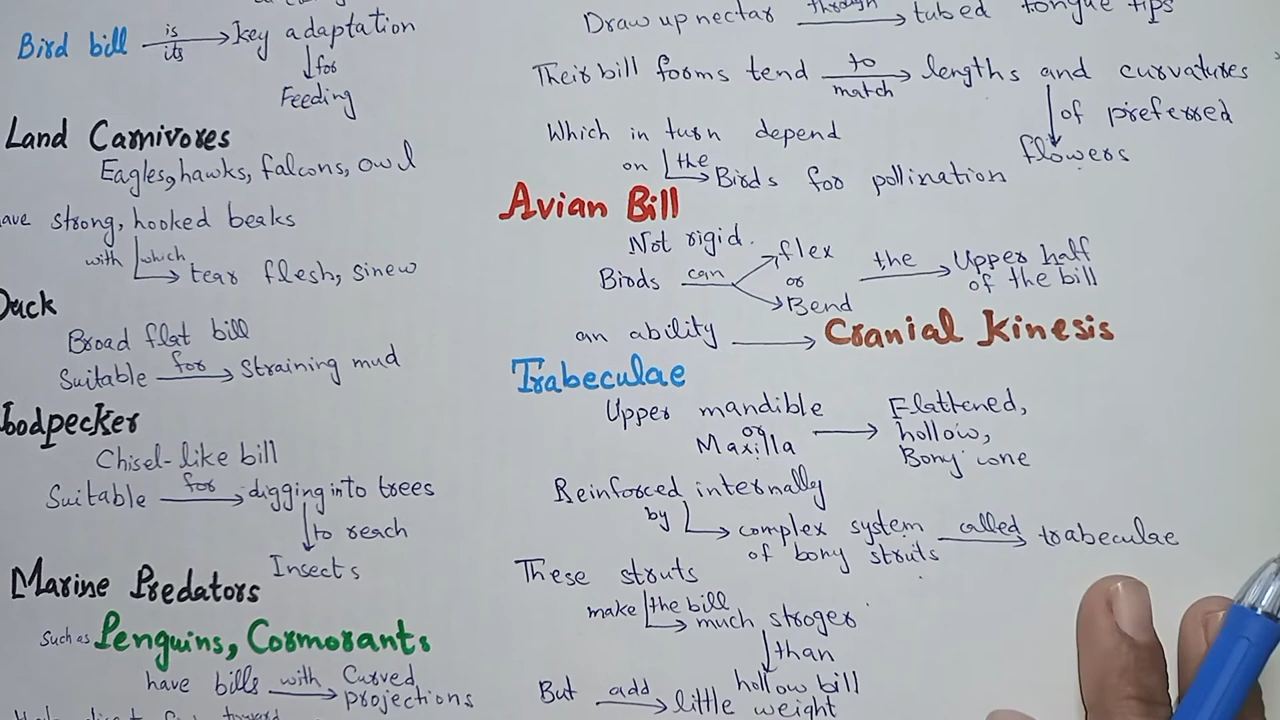 Bird bill is its key adaptation
for
Feeding
Land Carnivores
Eagles, hawks, falcons, owl
ave strong, hooked beaks
with which
tear flesh, sinew
Duck
Broad flat bill
Suitable for straining mud
oodpecker
Chisel-like bill
Suitable for digging into trees
to reach
Insects
Marine Predators
Such as Penguins, Cormorants
have bills with Curved
projections
Draw up nectar through tubed tongue tips
Their bill forms tend to match lengths and curvatures
of preferred
flowers
Which in turn depend
on the
Birds for pollination
Avian Bill
Not rigid.
Birds can flex
or
Bend
the Upper half
of the bill
an ability Cranial Kinesis
Trabeculae
Upper mandible
or
Maxilla
Flattened,
hollow,
Bony cone
Reinforced internally
by
complex system
of bony struts
called trabeculae
These struts
make the bill
much stroger
than
hollow bill
But add little weight